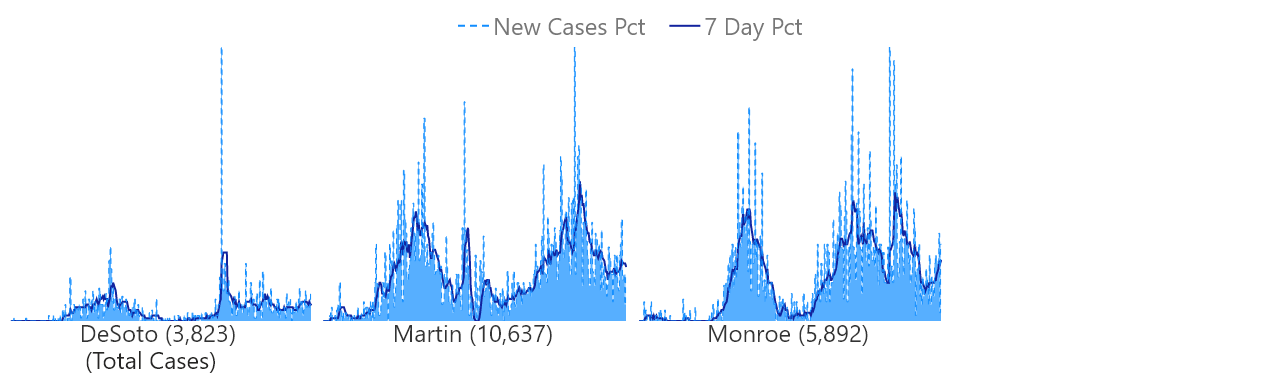 New Cases Pct 7 Day Pct
DeSoto (3,823) Martin (10,637) Monroe (5,892)
(Total Cases)